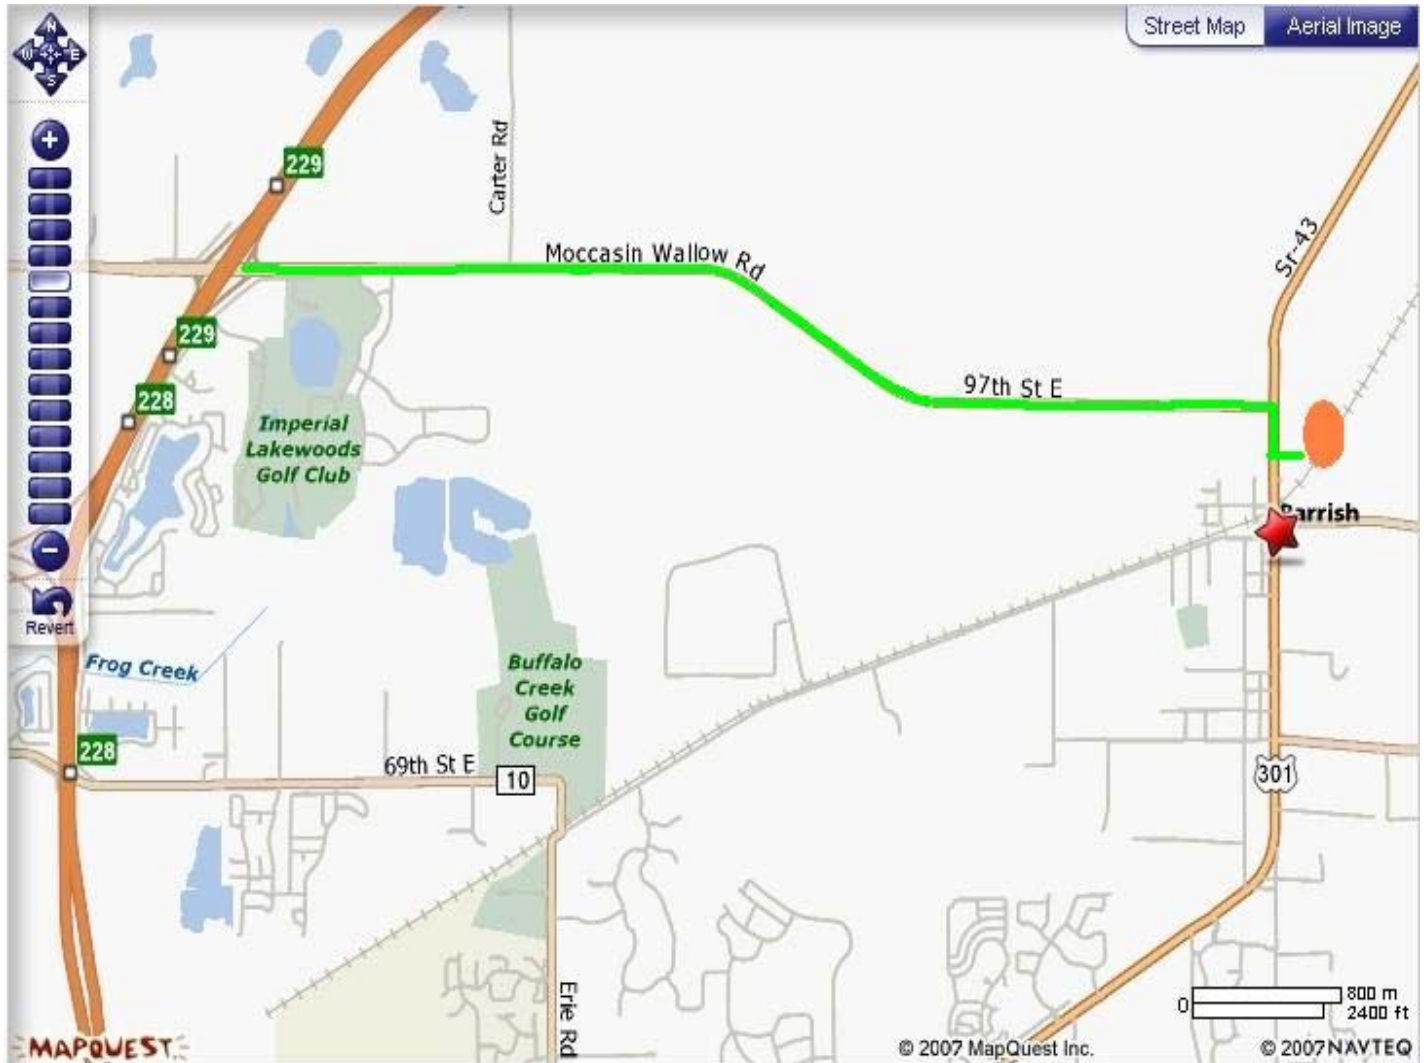 N
W E
S
Street Map
Aerial Image
+
229
Carter Rd
Moccasin Wallow Rd
Sr-43
229
228
97th St E
Imperial
Lakewoods
Golf Club
Parrish
-
Revert
Frog Creek
Buffalo
Creek
Golf
Course
228
69th St E
10
301
Erie Rd
0
800 m
2400 ft
MAPQUEST
© 2007 MapQuest Inc.
© 2007 NAVTEQ